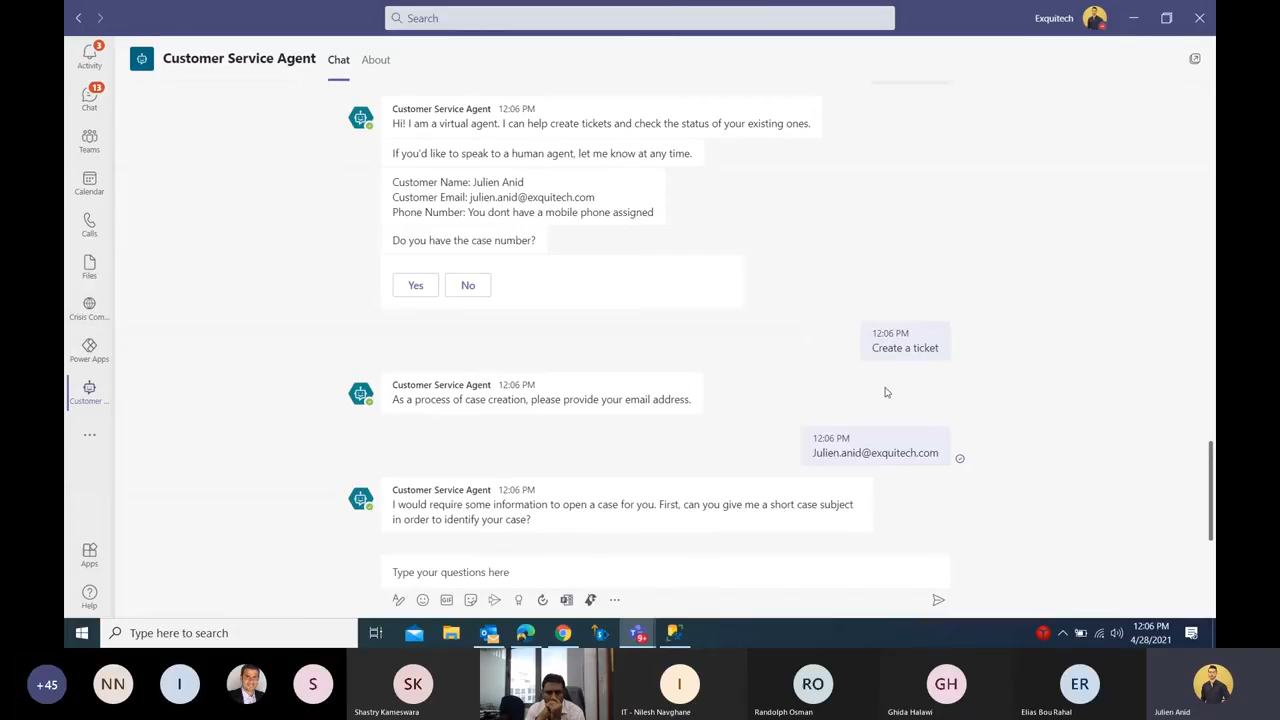 Search
Exquitech
3
Activity
Customer Service Agent
Chat
About
13
Chat
Teams
Calendar
Calls
Files
Crisis Com...
Power Apps
Customer ...
Apps
Help
Customer Service Agent 12:06 PM
Hi! I am a virtual agent. I can help create tickets and check the status of your existing ones.
If you'd like to speak to a human agent, let me know at any time.
Customer Name: Julien Anid
Customer Email: julien.anid@exquitech.com
Phone Number: You dont have a mobile phone assigned
Do you have the case number?
Yes
No
12:06 PM
Create a ticket
Customer Service Agent 12:06 PM
As a process of case creation, please provide your email address.
12:06 PM
Julien.anid@exquitech.com
Customer Service Agent 12:06 PM
I would require some information to open a case for you. First, can you give me a short case subject
in order to identify your case?
Type your questions here
GIF
Type here to search
9+
12:06 PM
4/28/2021
+45
NN
I
S
SK
Shastry Kameswara
I
IT - Nilesh Navghane
RO
Randolph Osman
GH
Ghida Halawi
ER
Elias Bou Rahal
Julien Anid